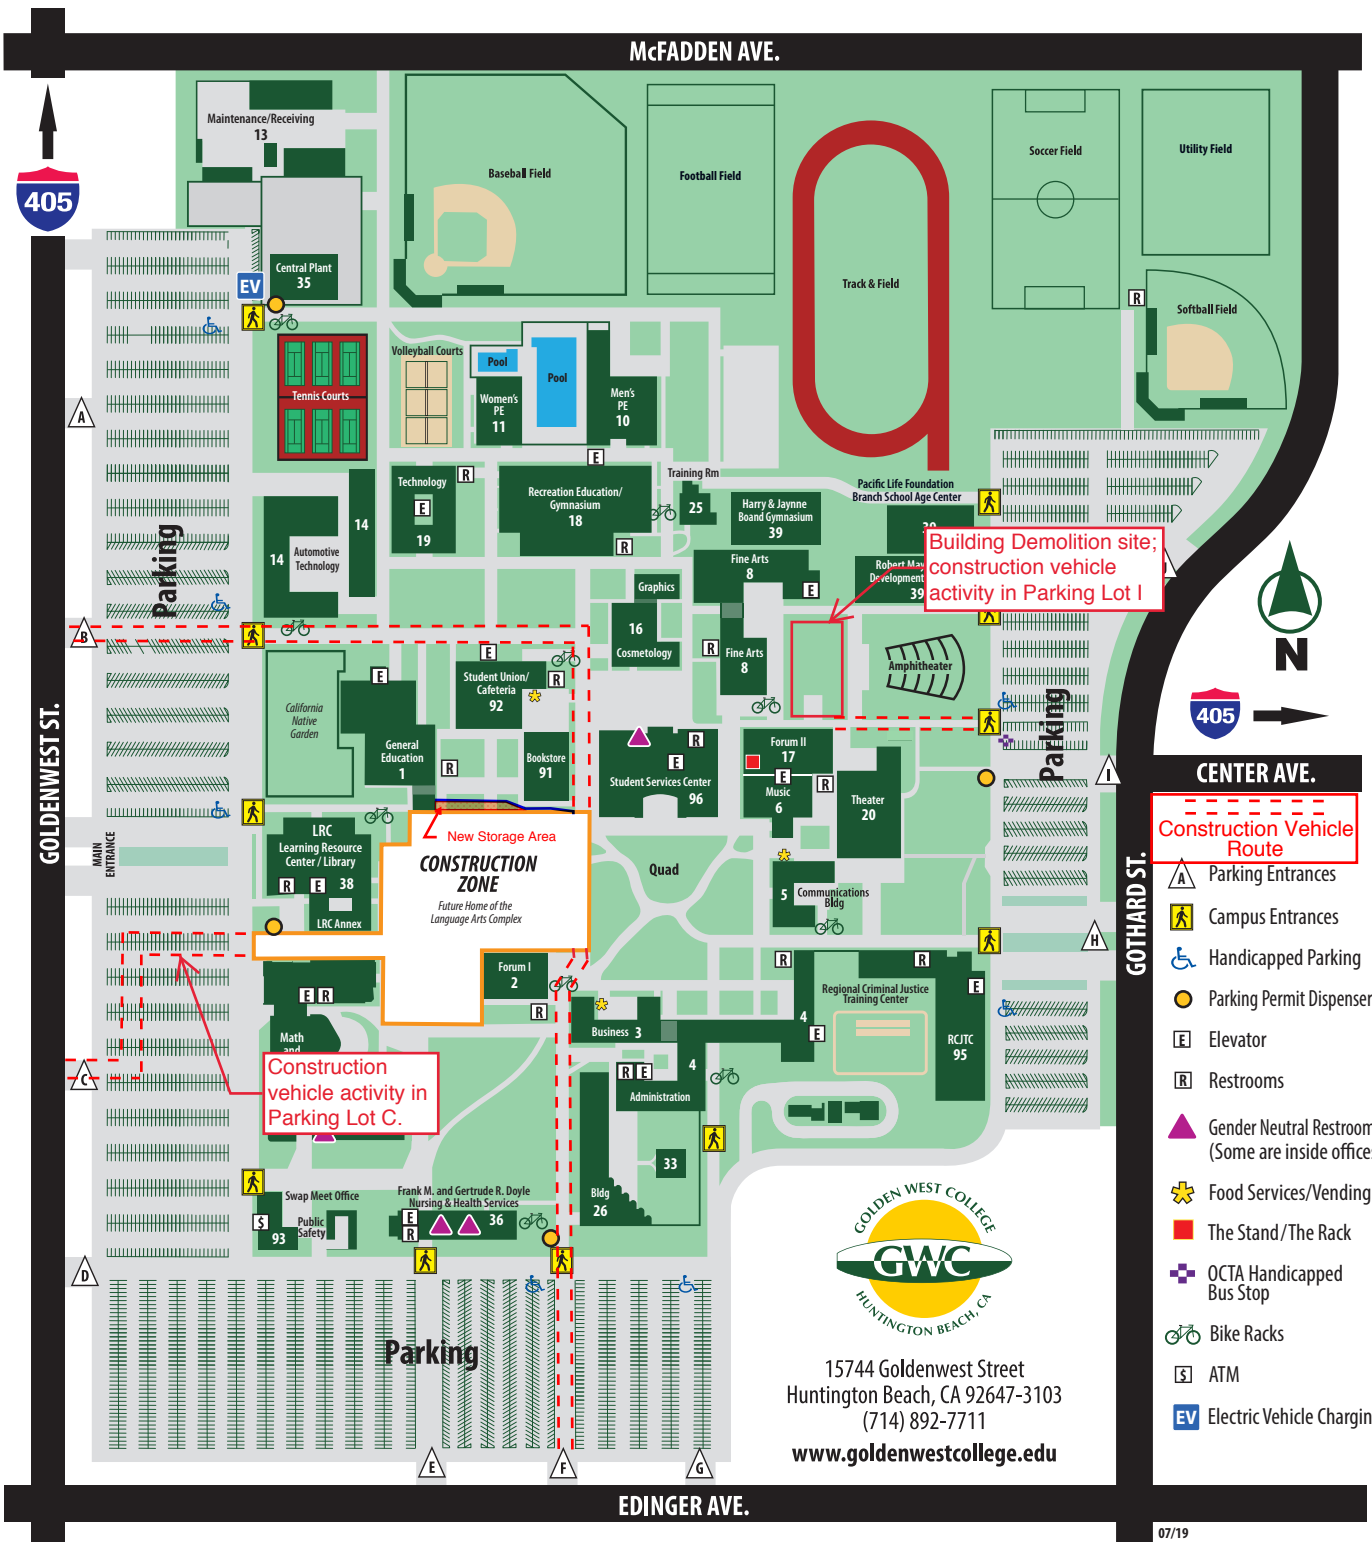 McFADDEN AVE.
405
Maintenance/Receiving
13
Baseball Field
Football Field
Soccer Field
Utility Field
Central Plant
35
EV
Track & Field
R
Softball Field
Volleyball Courts
Pool
Pool
Tennis Courts
Women's
PE
11
Men's
PE
10
A
Technology
R
E
19
E
Recreation Education/
Gymnasium
18
R
Training Rm
25
Harry & Jaynne
Board Gymnasium
39
Pacific Life Foundation
Branch School Age Center
Building Demolition site;
construction vehicle
activity in Parking Lot I
Robert May
Development
39
14
14
Automotive
Technology
Parking
Fine Arts
8
E
Graphics
16
Cosmetology
R
Fine Arts
8
Amphitheater
N
405
B
California
Native
Garden
E
General
Education
1
R
E
Student Union/
Cafeteria
92
R
Bookstore
91
R
E
Student Services Center
96
Forum II
17
E
Music
6
R
Theater
20
Parking
I
GOLDENWEST ST.
CENTER AVE.
MAIN
ENTRANCE
LRC
Learning Resource
Center / Library
R
E
38
LRC Annex
New Storage Area
CONSTRUCTION
ZONE
Future Home of the
Language Arts Complex
Quad
5
Communications
Bldg
H
GOTHARD ST.
Construction Vehicle
Route
A
Parking Entrances
Campus Entrances
Handicapped Parking
Parking Permit Dispenser
E
Elevator
R
Restrooms
Gender Neutral Restroom
(Some are inside office
Food Services/Vending
The Stand/The Rack
OCTA Handicapped
Bus Stop
Bike Racks
$
ATM
EV
Electric Vehicle Chargin
E
R
Math
and
C
Construction
vehicle activity in
Parking Lot C.
Forum I
2
R
Business 3
R
E
4
Administration
R
R
Regional Criminal Justice
Training Center
4
E
E
RCJTC
95
33
Bldg
26
Swap Meet Office
$
93
Public
Safety
Frank M. and Gertrude R. Doyle
Nursing & Health Services
E
R
36
D
Parking
E
F
G
GOLDEN WEST COLLEGE
GWC
HUNTINGTON BEACH, CA
15744 Goldenwest Street
Huntington Beach, CA 92647-3103
(714) 892-7711
www.goldenwestcollege.edu
EDINGER AVE.
07/19